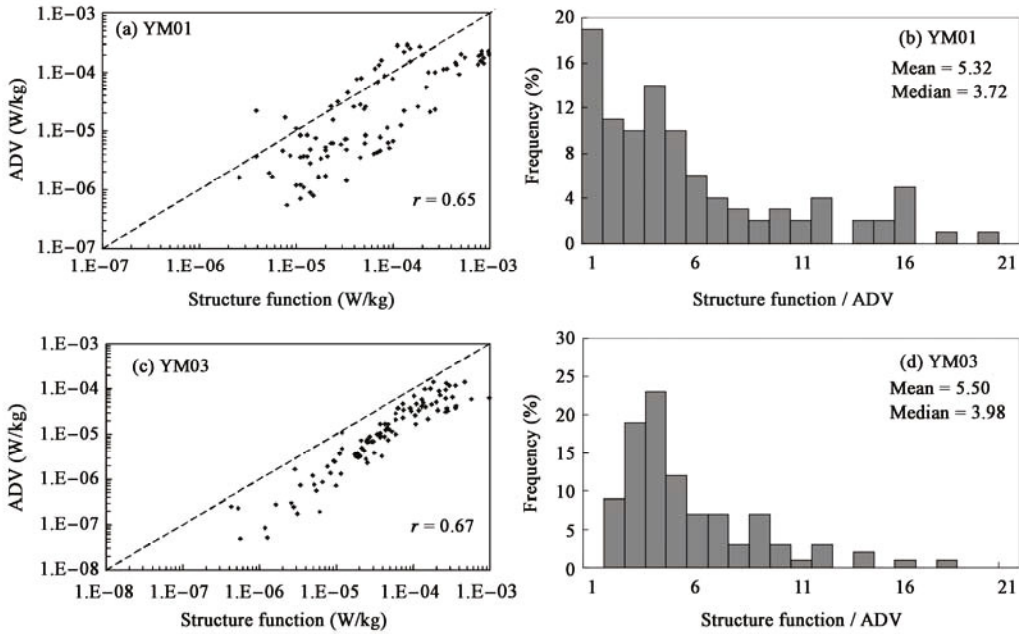 (a) YM01
ADV (W/kg)
1.E−03
1.E−04
1.E−05
1.E−06
1.E−07
r = 0.65
1.E−07 1.E−06 1.E−05 1.E−04 1.E−03
Structure function (W/kg)
(b) YM01
Mean = 5.32
Median = 3.72
Frequency (%)
20
16
12
8
4
0
1 6 11 16 21
Structure function / ADV
(c) YM03
ADV (W/kg)
1.E−03
1.E−04
1.E−05
1.E−06
1.E−07
1.E−08
r = 0.67
1.E−08 1.E−07 1.E−06 1.E−05 1.E−04 1.E−03
Structure function (W/kg)
(d) YM03
Mean = 5.50
Median = 3.98
Frequency (%)
30
25
20
15
10
5
0
1 6 11 16 21
Structure function / ADV